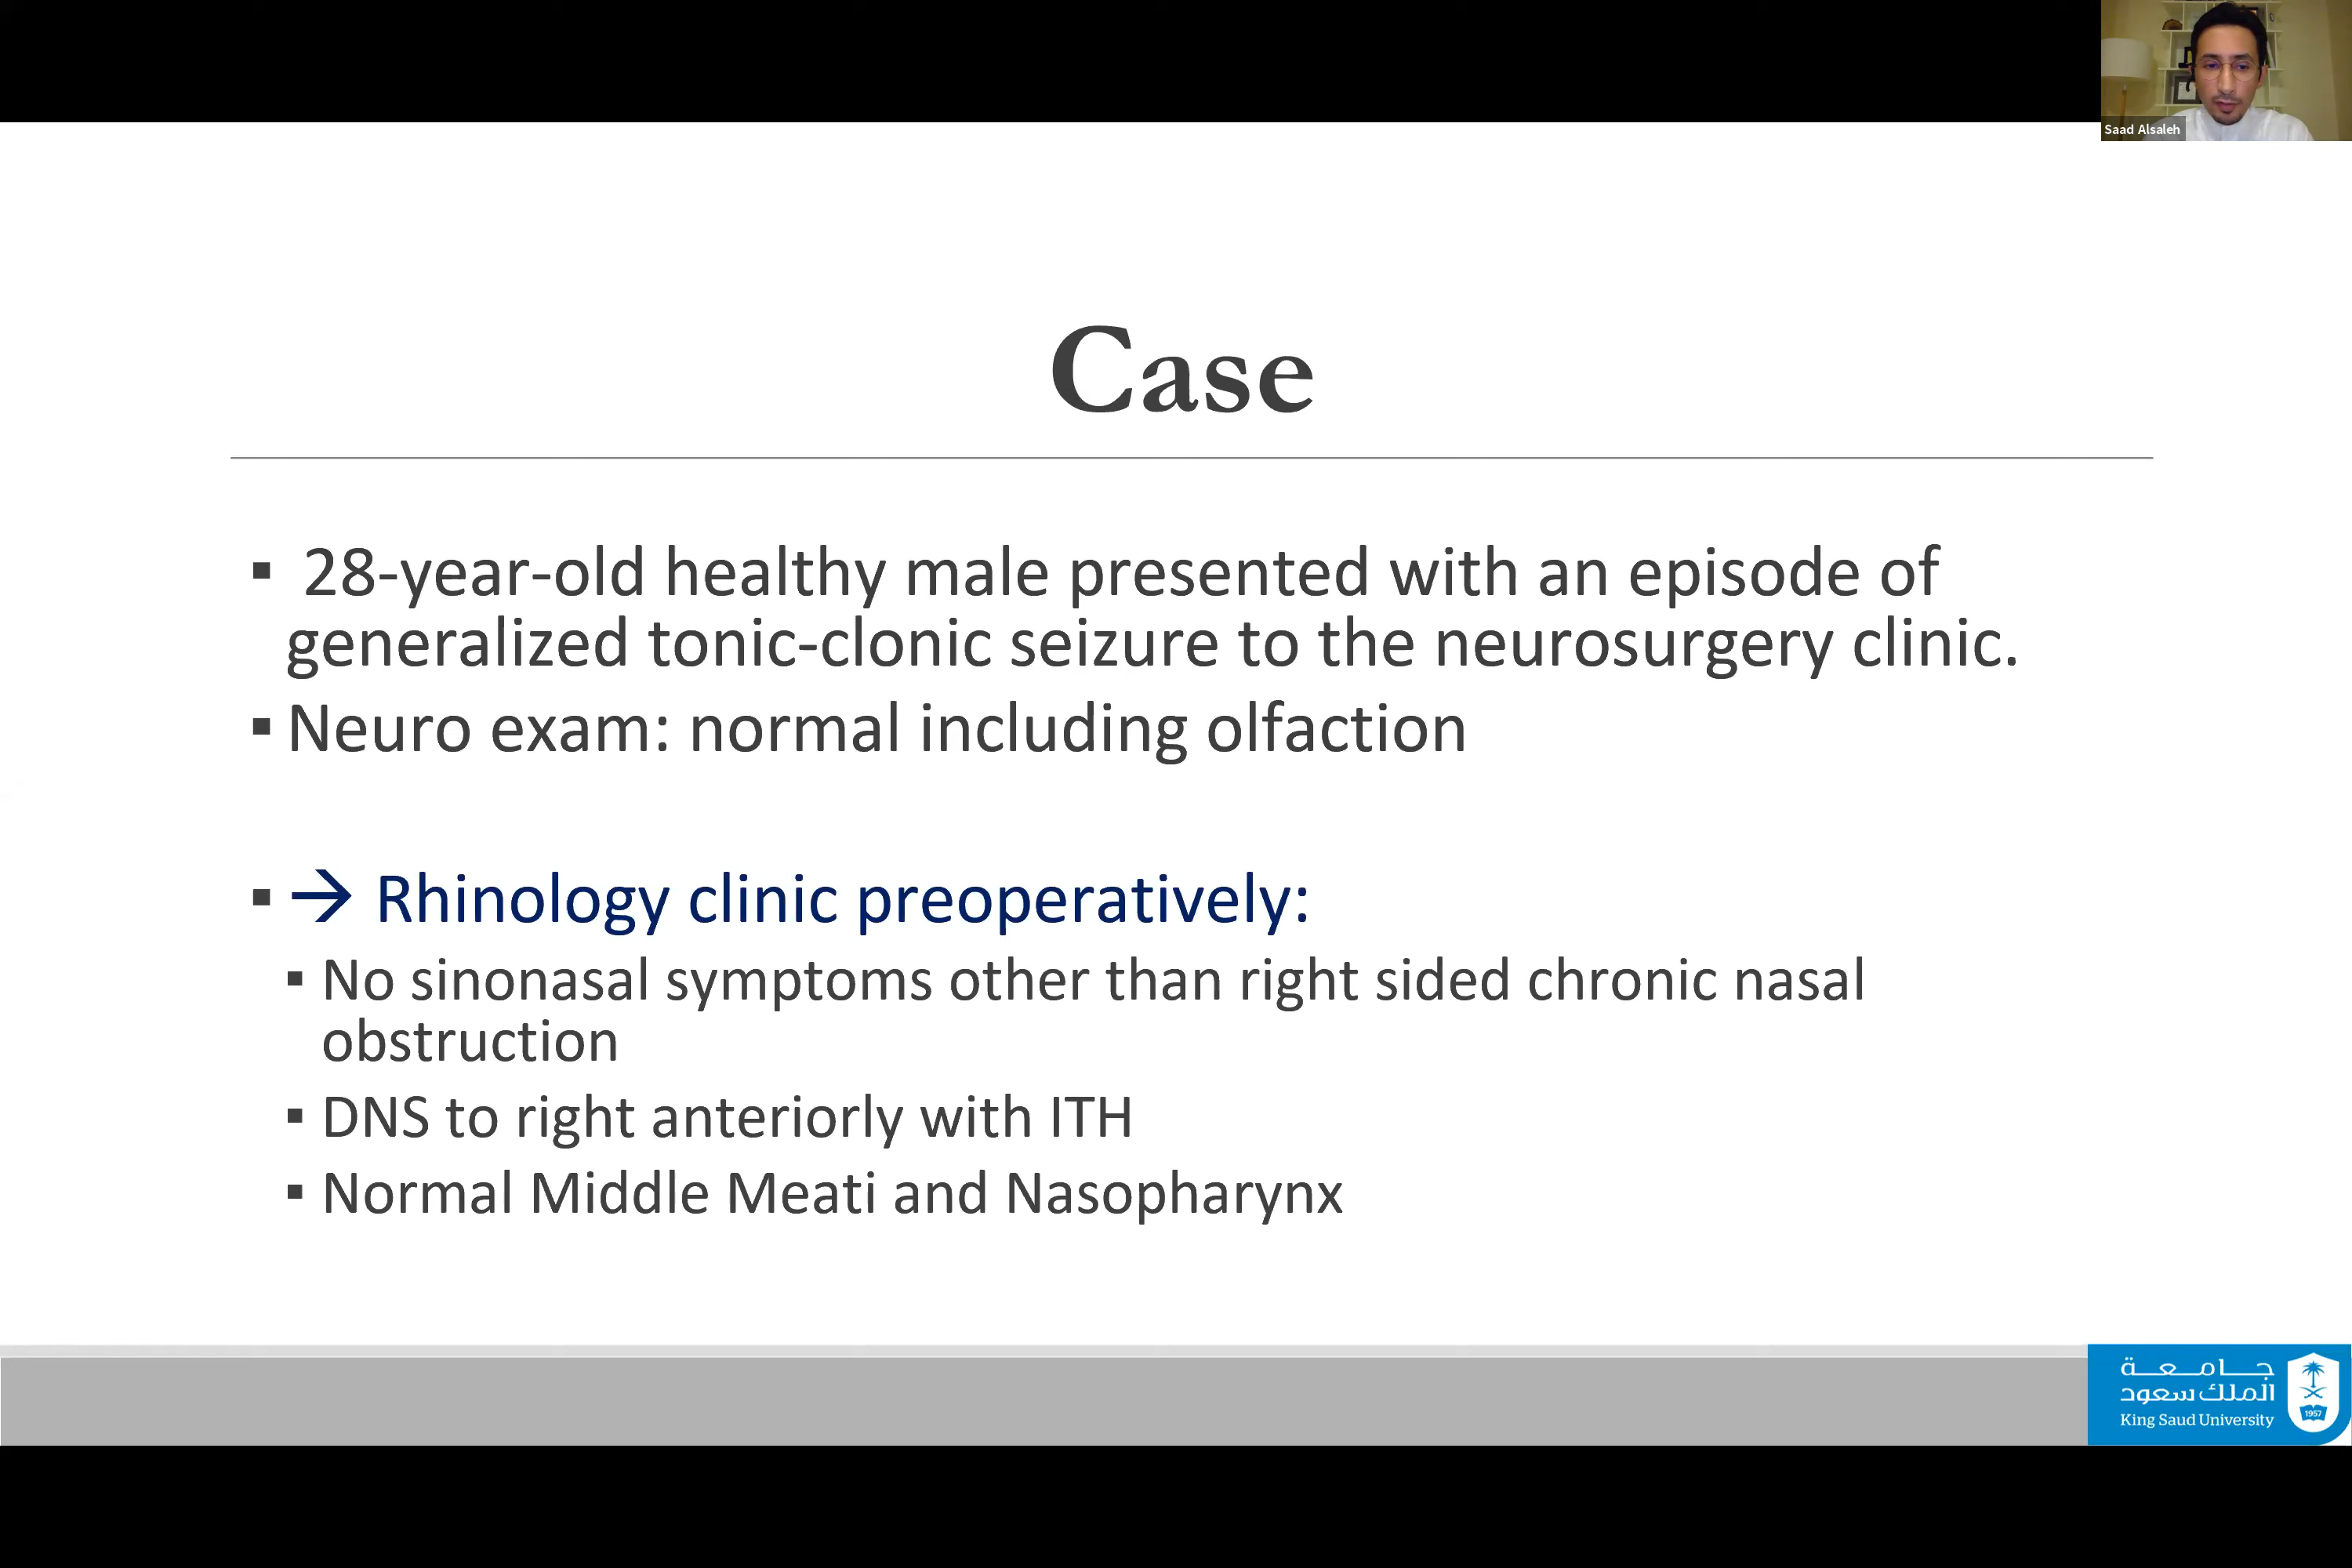 Saad Alsaleh
Case
▪ 28-year-old healthy male presented with an episode of
generalized tonic-clonic seizure to the neurosurgery clinic.
▪ Neuro exam: normal including olfaction
▪ → Rhinology clinic preoperatively:
▪ No sinonasal symptoms other than right sided chronic nasal
obstruction
▪ DNS to right anteriorly with ITH
▪ Normal Middle Meati and Nasopharynx
جـامـعـة
الملك سعود
King Saud University
1957